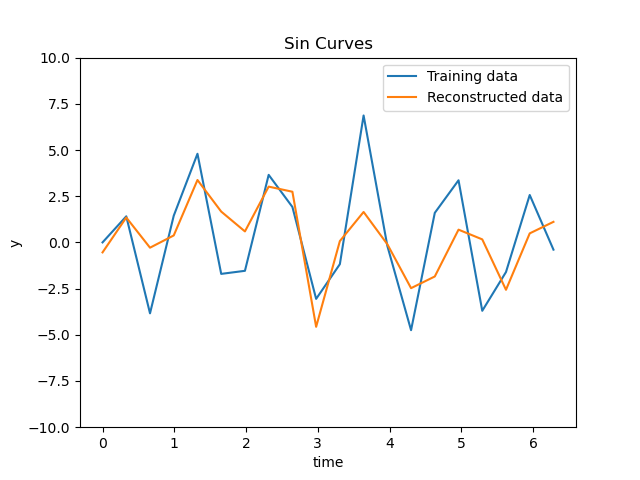 Sin Curves
Training data
Reconstructed data
10.0
7.5
5.0
2.5
0.0
−2.5
−5.0
−7.5
−10.0
y
0 1 2 3 4 5 6
time